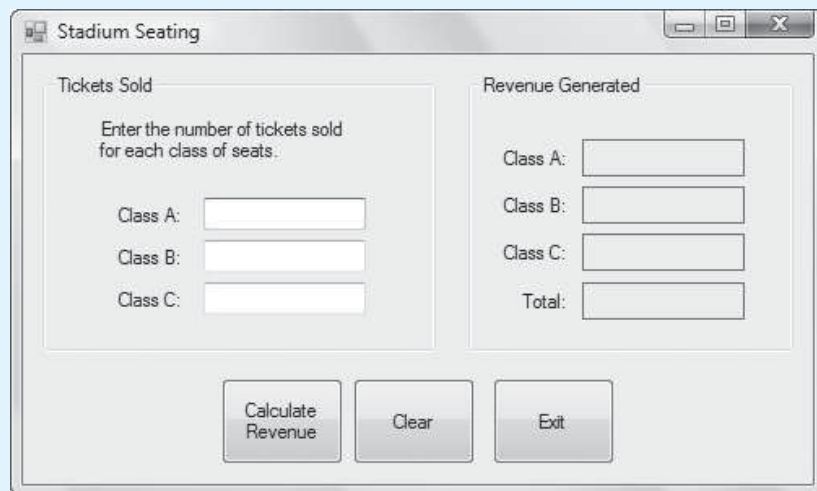 Stadium Seating
Tickets Sold
Enter the number of tickets sold
for each class of seats.
Class A:
Class B:
Class C:
Revenue Generated
Class A:
Class B:
Class C:
Total:
Calculate
Revenue
Clear
Exit